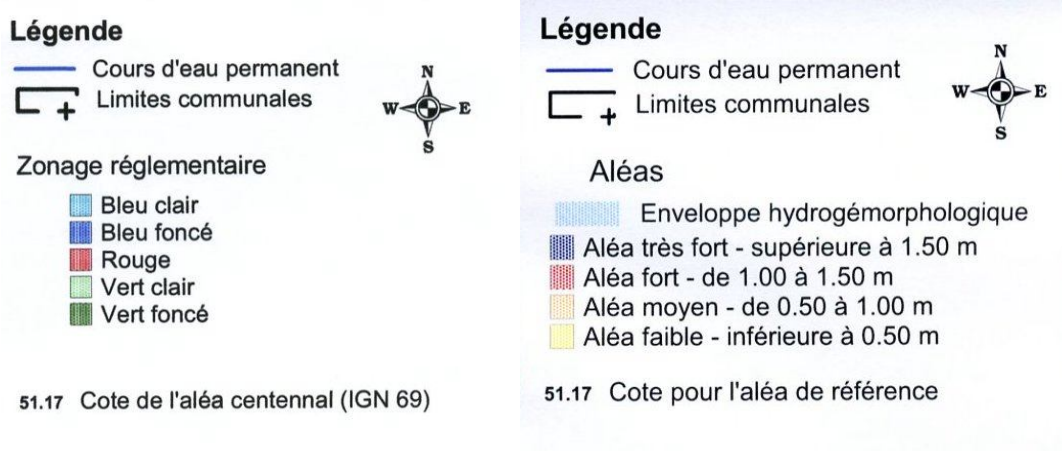 Légende
Cours d'eau permanent
Limites communales
N
W E
S
Zonage réglementaire
Bleu clair
Bleu foncé
Rouge
Vert clair
Vert foncé
51.17 Cote de l'aléa centennal (IGN 69)
Légende
Cours d'eau permanent
Limites communales
N
W E
S
Aléas
Enveloppe hydrogémorphologique
Aléa très fort - supérieure à 1.50 m
Aléa fort - de 1.00 à 1.50 m
Aléa moyen - de 0.50 à 1.00 m
Aléa faible - inférieure à 0.50 m
51.17 Cote pour l'aléa de référence